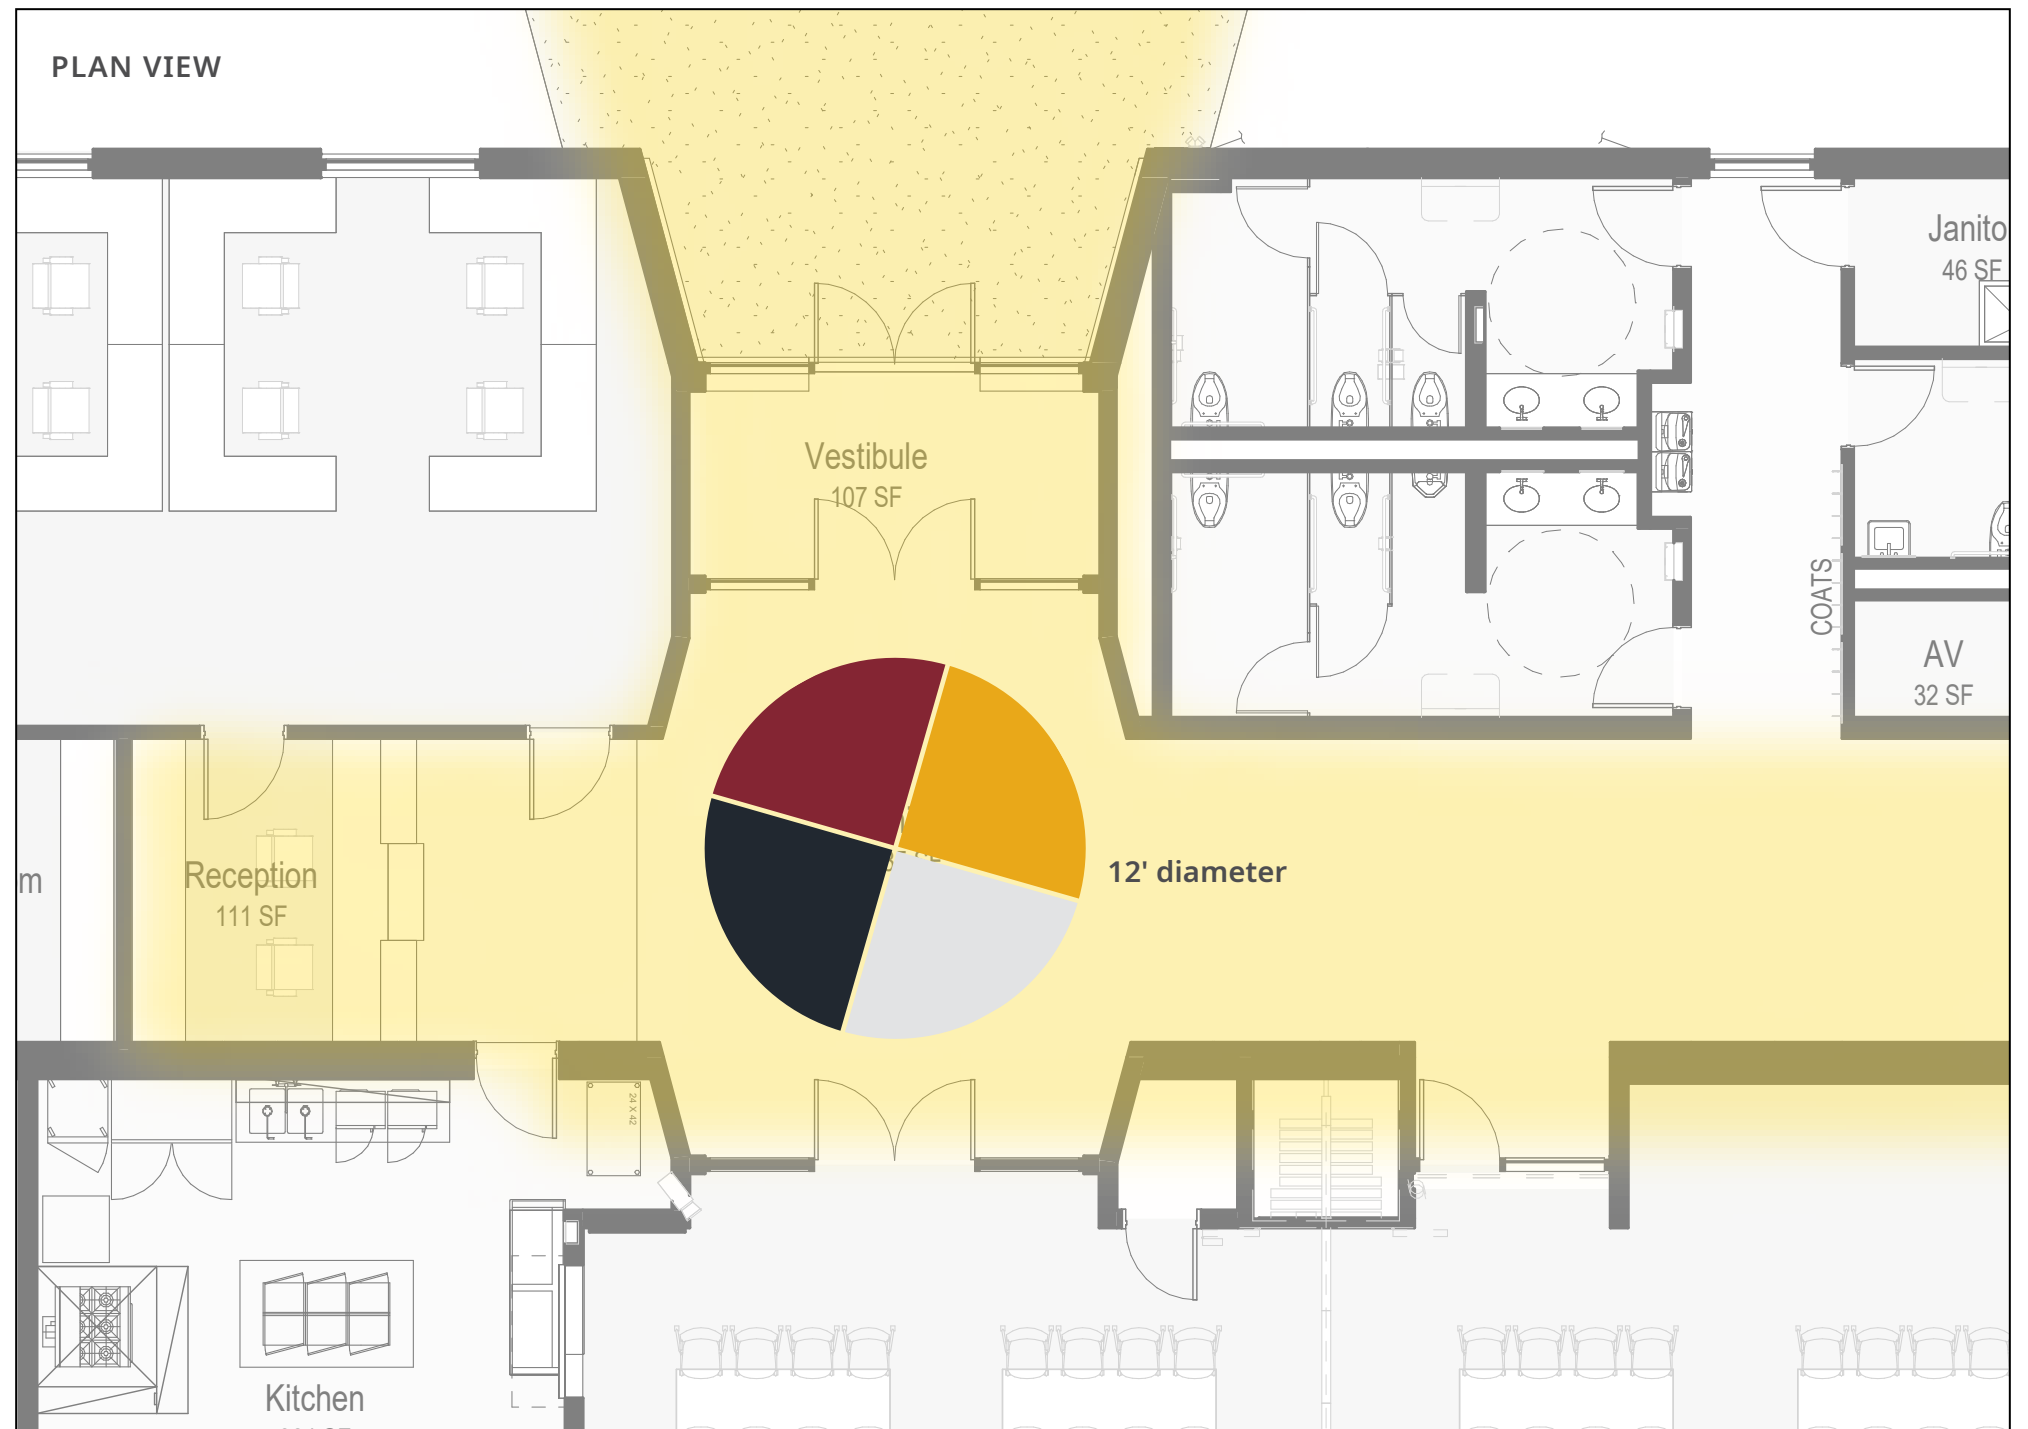 PLAN VIEW
Janito
46 SF
Vestibule
107 SF
COATS
AV
32 SF
12' diameter
Reception
111 SF
m
24 X 42
Kitchen